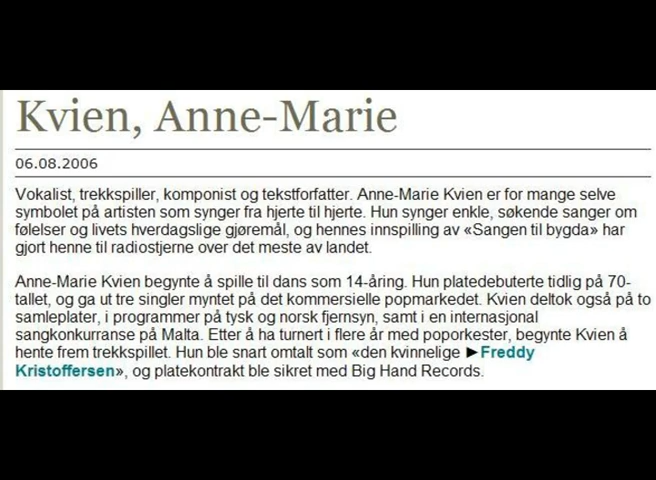 Kvien, Anne-Marie
06.08.2006
Vokalist, trekkspiller, komponist og tekstforfatter. Anne-Marie Kvien er for mange selve
symbolet på artisten som synger fra hjerte til hjerte. Hun synger enkle, søkende sanger om
følelser og livets hverdagslige gjøremål, og hennes innspilling av «Sangen til bygda» har
gjort henne til radiostjerne over det meste av landet.
Anne-Marie Kvien begynte å spille til dans som 14-åring. Hun platedebuterte tidlig på 70-
tallet, og ga ut tre singler myntet på det kommersielle popmarkedet. Kvien deltok også på to
samleplater, i programmer på tysk og norsk fjernsyn, samt i en internasjonal
sangkonkurranse på Malta. Etter å ha turnert i flere år med poporkester, begynte Kvien å
hente frem trekkspillet. Hun ble snart omtalt som «den kvinnelige ►Freddy
Kristoffersen», og platekontrakt ble sikret med Big Hand Records.